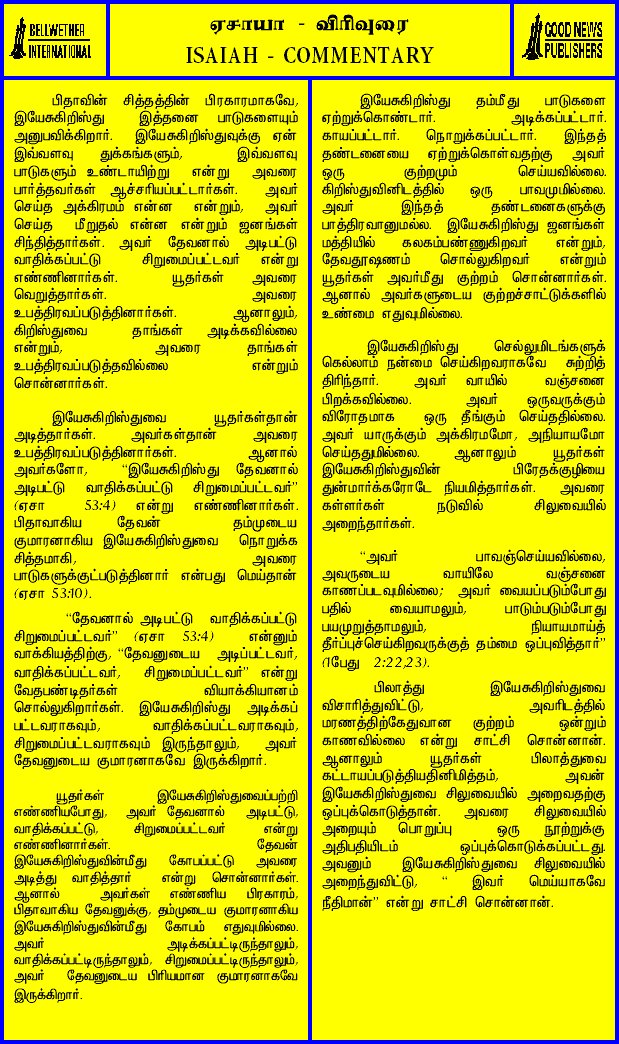 BELLWETHER
INTERNATIONAL
ஏசாயா - விரிவுரை
ISAIAH - COMMENTARY
GOOD NEWS
PUBLISHERS
பிதாவின் சித்தத்தின் பிரகாரமாகவே,
இயேசுகிறிஸ்து இத்தனை பாடுகளையும்
அனுபவிக்கிறார். இயேசுகிறிஸ்துவுக்கு ஏன்
இவ்வளவு துக்கங்களும், இவ்வளவு
பாடுகளும் உண்டாயிற்று என்று அவரை
பார்த்தவர்கள் ஆச்சரியப்பட்டார்கள். அவர்
செய்த அக்கிரமம் என்ன என்றும், அவர்
செய்த மீறுதல் என்ன என்றும் ஜனங்கள்
சிந்தித்தார்கள். அவர் தேவனால் அடிபட்டு
வாதிக்கப்பட்டு சிறுமைப்பட்டவர் என்று
எண்ணினார்கள். யூதர்கள் அவரை
வெறுத்தார்கள். அவரை
உபத்திரவப்படுத்தினார்கள். ஆனாலும்,
கிறிஸ்துவை தாங்கள் அடிக்கவில்லை
என்றும், அவரை தாங்கள்
உபத்திரவப்படுத்தவில்லை என்றும்
சொன்னார்கள்.
இயேசுகிறிஸ்துவை யூதர்கள்தான்
அடித்தார்கள். அவர்கள்தான் அவரை
உபத்திரவப்படுத்தினார்கள். ஆனால்
அவர்களோ, “இயேசுகிறிஸ்து தேவனால்
அடிபட்டு வாதிக்கப்பட்டு சிறுமைப்பட்டவர்”
(ஏசா 53:4) என்று எண்ணினார்கள்.
பிதாவாகிய தேவன் தம்முடைய
குமாரனாகிய இயேசுகிறிஸ்துவை நொறுக்க
சித்தமாகி, அவரை
பாடுகளுக்குட்படுத்தினார் என்பது மெய்தான்
(ஏசா 53:10).
“தேவனால் அடிபட்டு வாதிக்கப்பட்டு
சிறுமைப்பட்டவர்” (ஏசா 53:4) என்னும்
வாக்கியத்திற்கு, “தேவனுடைய அடிப்பட்டவர்,
வாதிக்கப்பட்டவர், சிறுமைப்பட்டவர்” என்று
வேதபண்டிதர்கள் வியாக்கியானம்
சொல்லுகிறார்கள். இயேசுகிறிஸ்து அடிக்கப்
பட்டவராகவும், வாதிக்கப்பட்டவராகவும்,
சிறுமைப்பட்டவராகவும் இருந்தாலும், அவர்
தேவனுடைய குமாரனாகவே இருக்கிறார்.
யூதர்கள் இயேசுகிறிஸ்துவைப்பற்றி
எண்ணியபோது, அவர் தேவனால் அடிபட்டு,
வாதிக்கப்பட்டு, சிறுமைப்பட்டவர் என்று
எண்ணினார்கள். தேவன்
இயேசுகிறிஸ்துவின்மீது கோபப்பட்டு அவரை
அடித்து வாதித்தார் என்று சொன்னார்கள்.
ஆனால் அவர்கள் எண்ணிய பிரகாரம்,
பிதாவாகிய தேவனுக்கு, தம்முடைய குமாரனாகிய
இயேசுகிறிஸ்துவின்மீது கோபம் எதுவுமில்லை.
அவர் அடிக்கப்பட்டிருந்தாலும்,
வாதிக்கப்பட்டிருந்தாலும், சிறுமைப்பட்டிருந்தாலும்,
அவர் தேவனுடைய பிரியமான குமாரனாகவே
இருக்கிறார்.
இயேசுகிறிஸ்து தம்மீது பாடுகளை
ஏற்றுக்கொண்டார். அடிக்கப்பட்டார்.
காயப்பட்டார். நொறுக்கப்பட்டார். இந்தத்
தண்டனையை ஏற்றுக்கொள்வதற்கு அவர்
ஒரு குற்றமும் செய்யவில்லை.
கிறிஸ்துவினிடத்தில் ஒரு பாவமுமில்லை.
அவர் இந்தத் தண்டனைகளுக்கு
பாத்திரவானுமல்ல. இயேசுகிறிஸ்து ஜனங்கள்
மத்தியில் கலகம்பண்ணுகிறவர் என்றும்,
தேவதூஷணம் சொல்லுகிறவர் என்றும்
யூதர்கள் அவர்மீது குற்றம் சொன்னார்கள்.
ஆனால் அவர்களுடைய குற்றச்சாட்டுக்களில்
உண்மை எதுவுமில்லை.
இயேசுகிறிஸ்து செல்லுமிடங்களுக்
கெல்லாம் நன்மை செய்கிறவராகவே சுற்றித்
திரிந்தார். அவர் வாயில் வஞ்சனை
பிறக்கவில்லை. அவர் ஒருவருக்கும்
விரோதமாக ஒரு தீங்கும் செய்ததில்லை.
அவர் யாருக்கும் அக்கிரமமோ, அநியாயமோ
செய்ததுமில்லை. ஆனாலும் யூதர்கள்
இயேசுகிறிஸ்துவின் பிரேதக்குழியை
துன்மார்க்கரோடே நியமித்தார்கள். அவரை
கள்ளர்கள் நடுவில் சிலுவையில்
அறைந்தார்கள்.
“அவர் பாவஞ்செய்யவில்லை,
அவருடைய வாயிலே வஞ்சனை
காணப்படவுமில்லை; அவர் வையப்படும்போது
பதில் வையாமலும், பாடும்படும்போது
பயமுறுத்தாமலும், நியாயமாய்த்
தீர்ப்புச்செய்கிறவருக்குத் தம்மை ஒப்புவித்தார்”
(1பேது 2:22,23).
பிலாத்து இயேசுகிறிஸ்துவை
விசாரித்துவிட்டு, அவரிடத்தில்
மரணத்திற்கேதுவான குற்றம் ஒன்றும்
காணவில்லை என்று சாட்சி சொன்னான்.
ஆனாலும் யூதர்கள் பிலாத்துவை
கட்டாயப்படுத்தியதினிமித்தம், அவன்
இயேசுகிறிஸ்துவை சிலுவையில் அறைவதற்கு
ஒப்புக்கொடுத்தான். அவரை சிலுவையில்
அறையும் பொறுப்பு ஒரு நூற்றுக்கு
அதிபதியிடம் ஒப்புக்கொடுக்கப்பட்டது.
அவனும் இயேசுகிறிஸ்துவை சிலுவையில்
அறைந்துவிட்டு, “ இவர் மெய்யாகவே
நீதிமான்” என்று சாட்சி சொன்னான்.